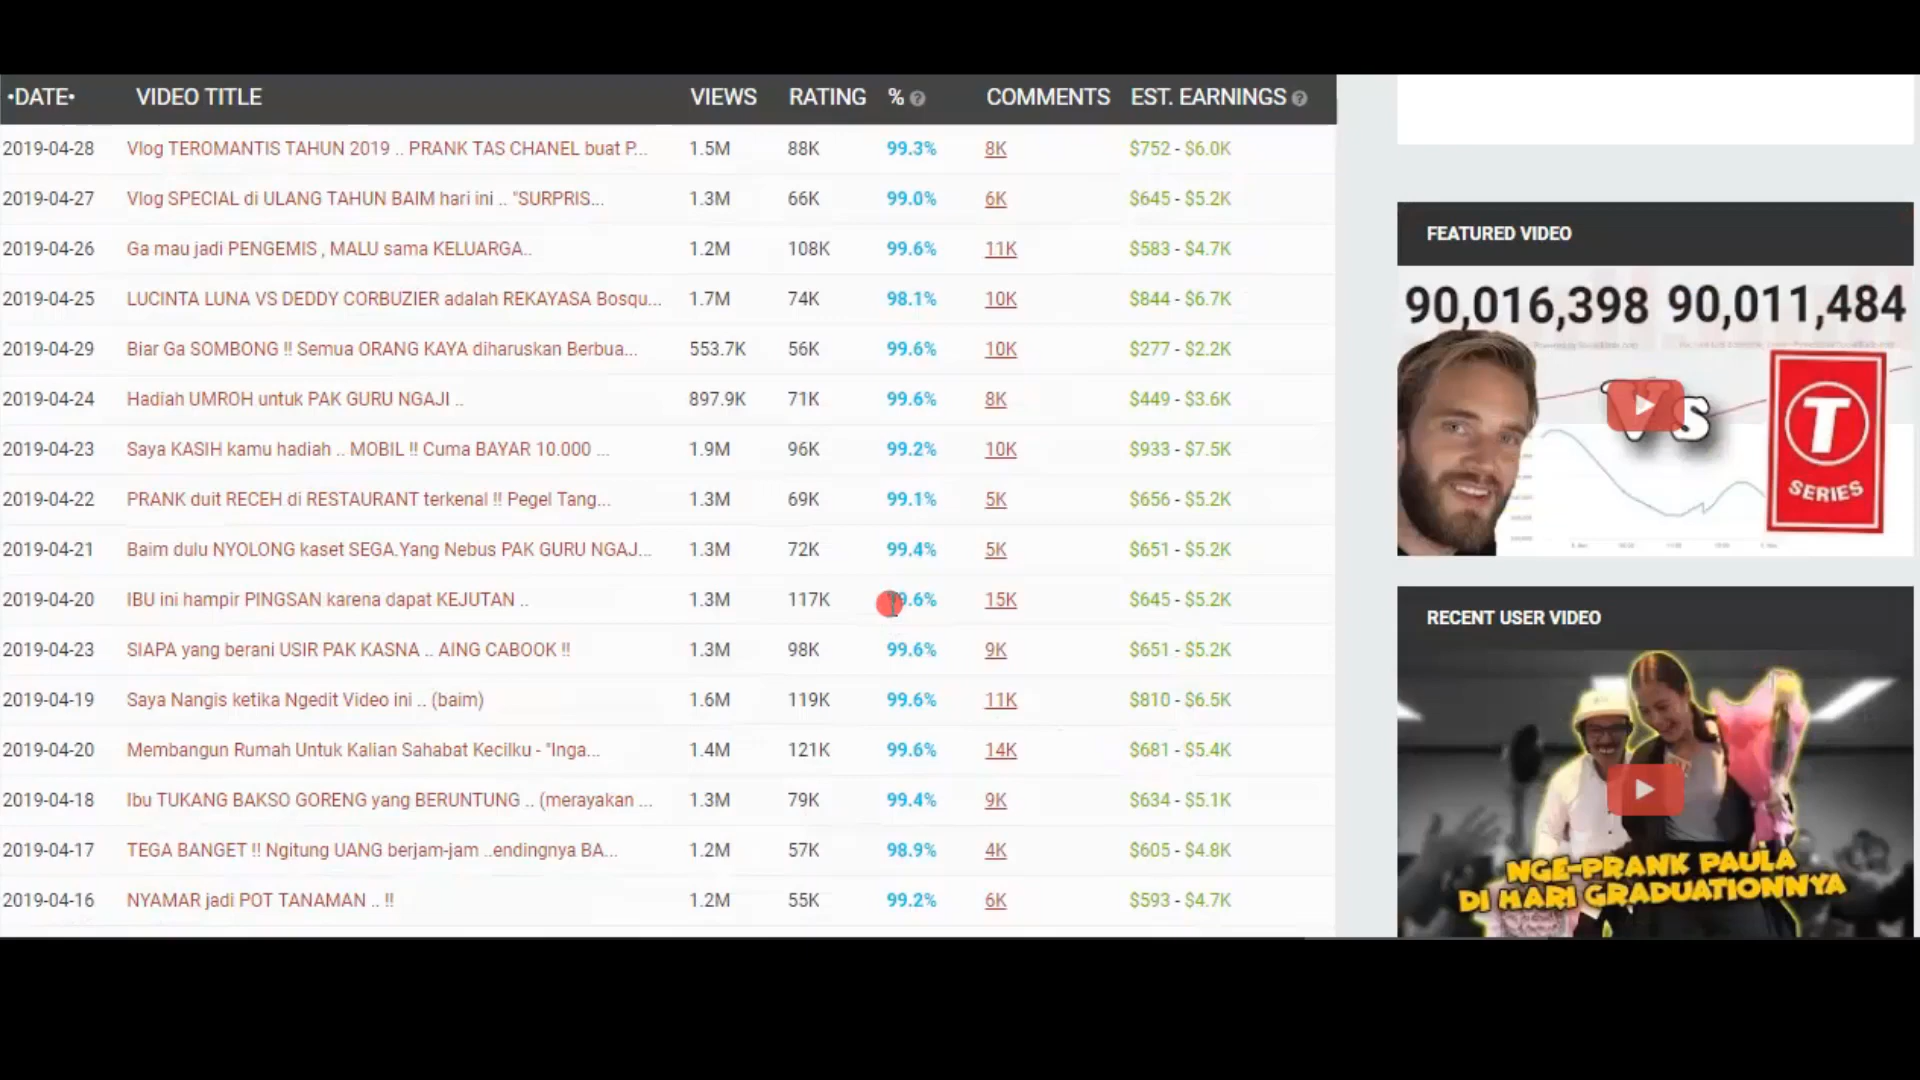 •DATE• VIDEO TITLE VIEWS RATING % COMMENTS EST. EARNINGS
2019-04-28 Vlog TEROMANTIS TAHUN 2019 .. PRANK TAS CHANEL buat P... 1.5M 88K 99.3% 8K $752 - $6.0K
2019-04-27 Vlog SPECIAL di ULANG TAHUN BAIM hari ini .. "SURPRIS... 1.3M 66K 99.0% 6K $645 - $5.2K
2019-04-26 Ga mau jadi PENGEMIS , MALU sama KELUARGA.. 1.2M 108K 99.6% 11K $583 - $4.7K
2019-04-25 LUCINTA LUNA VS DEDDY CORBUZIER adalah REKAYASA Bosqu... 1.7M 74K 98.1% 10K $844 - $6.7K
2019-04-29 Biar Ga SOMBONG !! Semua ORANG KAYA diharuskan Berbua... 553.7K 56K 99.6% 10K $277 - $2.2K
2019-04-24 Hadiah UMROH untuk PAK GURU NGAJI .. 897.9K 71K 99.6% 8K $449 - $3.6K
2019-04-23 Saya KASIH kamu hadiah .. MOBIL !! Cuma BAYAR 10.000 ... 1.9M 96K 99.2% 10K $933 - $7.5K
2019-04-22 PRANK duit RECEH di RESTAURANT terkenal !! Pegel Tang... 1.3M 69K 99.1% 5K $656 - $5.2K
2019-04-21 Baim dulu NYOLONG kaset SEGA.Yang Nebus PAK GURU NGAJ... 1.3M 72K 99.4% 5K $651 - $5.2K
2019-04-20 IBU ini hampir PINGSAN karena dapat KEJUTAN .. 1.3M 117K 9.6% 15K $645 - $5.2K
2019-04-23 SIAPA yang berani USIR PAK KASNA .. AING CABOOK !! 1.3M 98K 99.6% 9K $651 - $5.2K
2019-04-19 Saya Nangis ketika Ngedit Video ini .. (baim) 1.6M 119K 99.6% 11K $810 - $6.5K
2019-04-20 Membangun Rumah Untuk Kalian Sahabat Kecilku - "Inga... 1.4M 121K 99.6% 14K $681 - $5.4K
2019-04-18 Ibu TUKANG BAKSO GORENG yang BERUNTUNG .. (merayakan ... 1.3M 79K 99.4% 9K $634 - $5.1K
2019-04-17 TEGA BANGET !! Ngitung UANG berjam-jam ..endingnya BA... 1.2M 57K 98.9% 4K $605 - $4.8K
2019-04-16 NYAMAR jadi POT TANAMAN .. !! 1.2M 55K 99.2% 6K $593 - $4.7K
FEATURED VIDEO
90,016,398 90,011,484
Vs
T
SERIES
RECENT USER VIDEO
NGE-PRANK PAULA
DI HARI GRADUATIONNYA